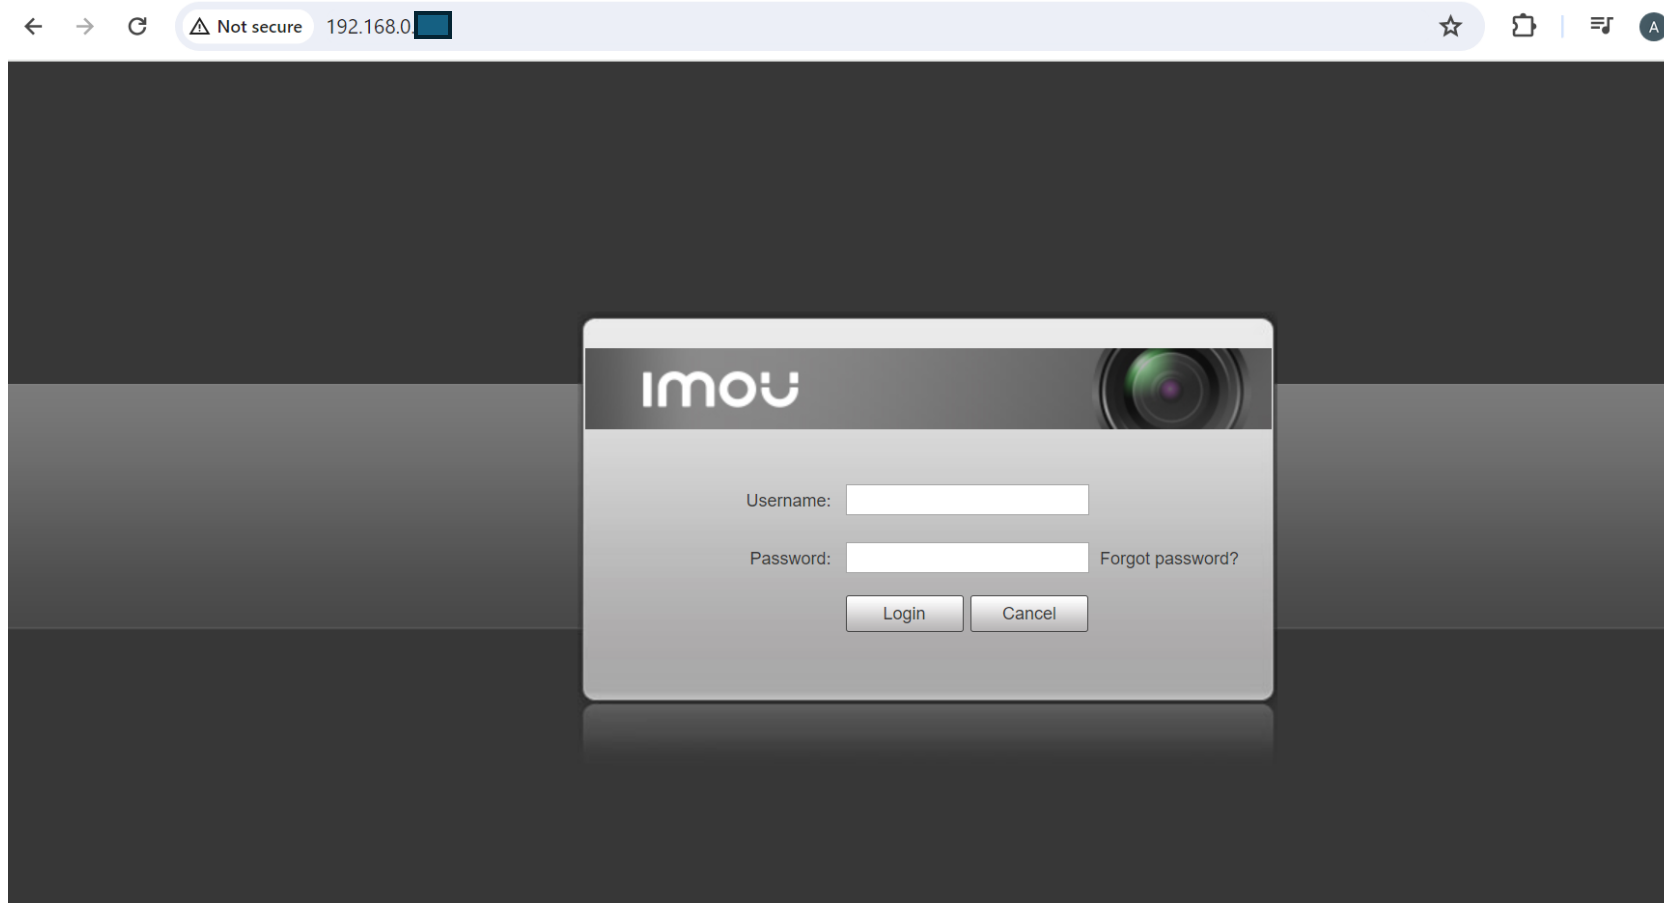 Not secure 192.168.0.
A
imou
Username:
Password: Forgot password?
Login Cancel